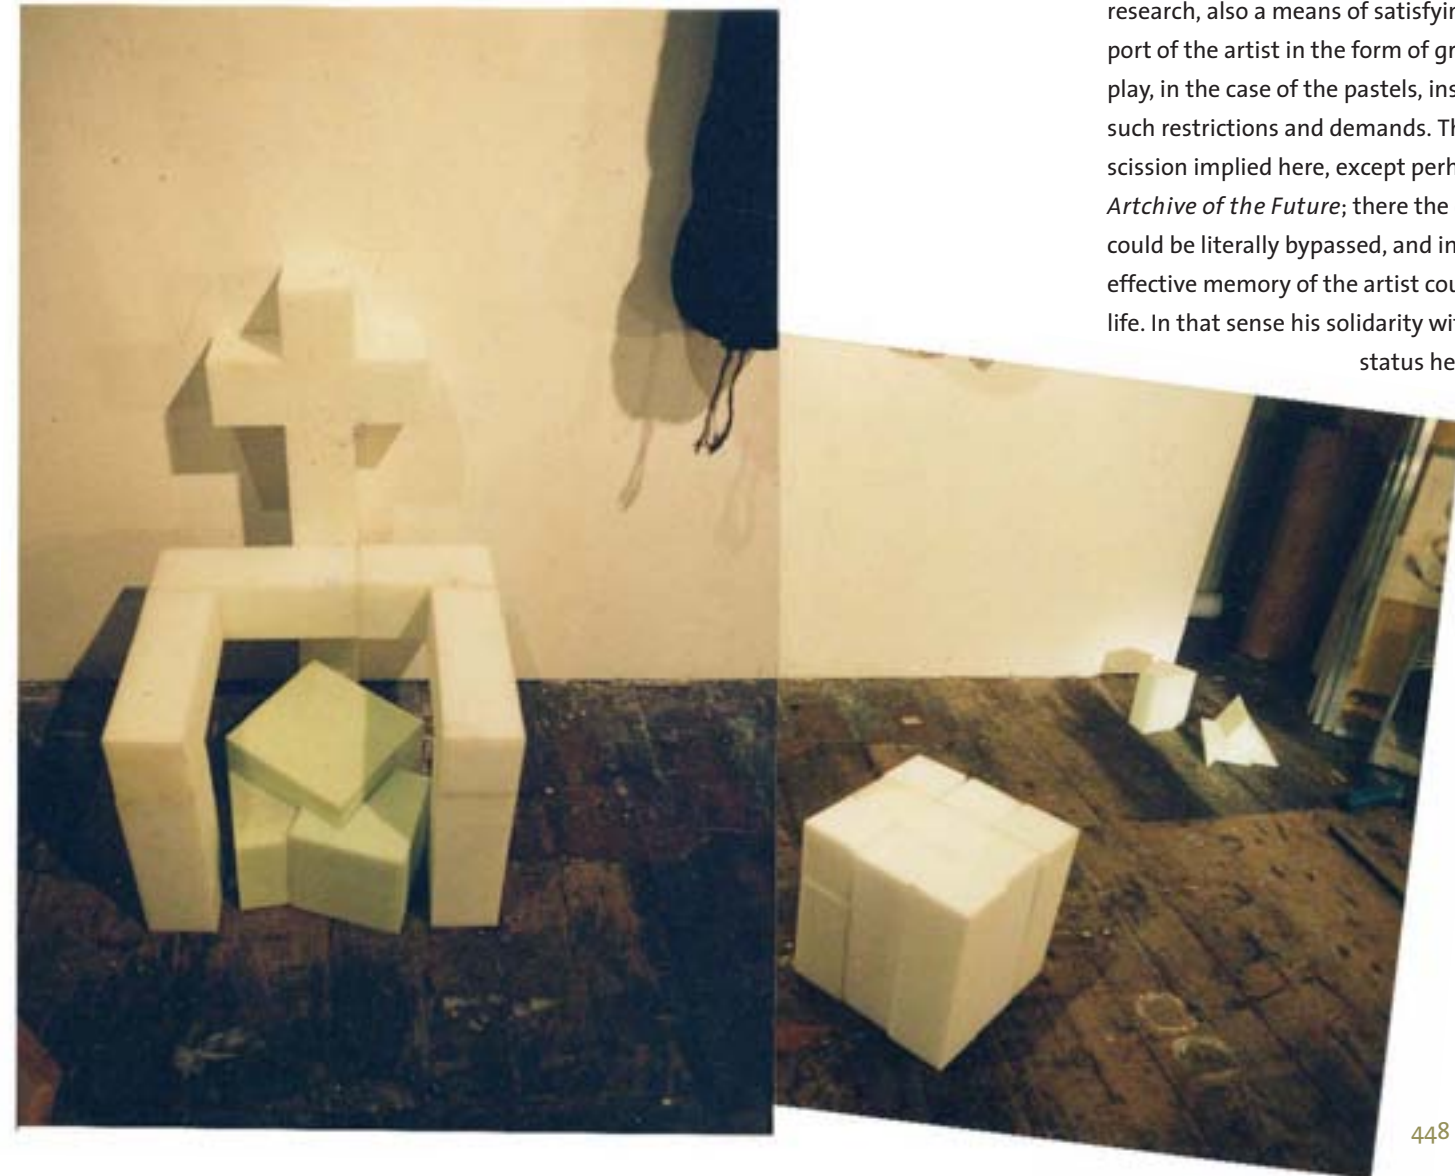 research, also a means of satisfyin
port of the artist in the form of gr
play, in the case of the pastels, ins
such restrictions and demands. Th
scission implied here, except perh
Artchive of the Future; there the
could be literally bypassed, and in
effective memory of the artist cou
life. In that sense his solidarity wi
status he
448